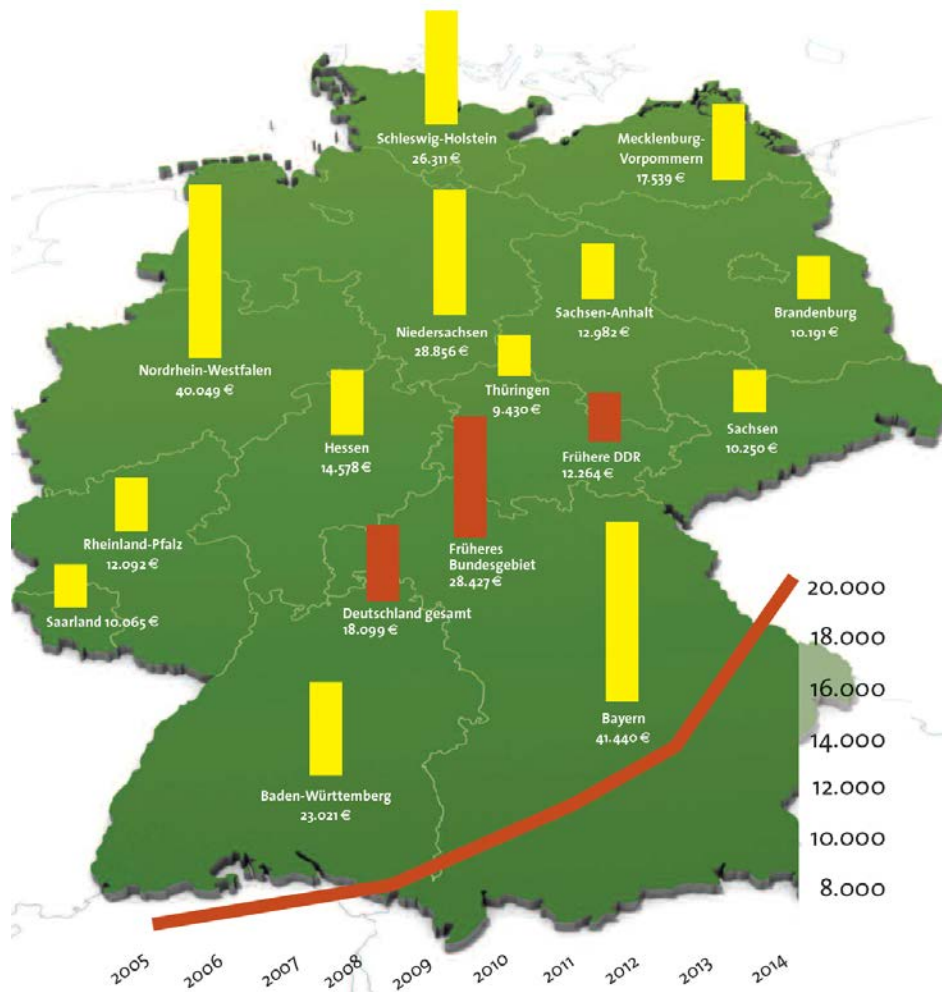 Schleswig-Holstein
26.311 €
Mecklenburg-
Vorpommern
17.539 €
Nordrhein-Westfalen
40.049 €
Niedersachsen
28.856 €
Sachsen-Anhalt
12.982 €
Brandenburg
10.191 €
Thüringen
9.430 €
Hessen
14.578 €
Frühere DDR
12.264 €
Sachsen
10.250 €
Rheinland-Pfalz
12.092 €
Früheres
Bundesgebiet
28.427 €
Saarland 10.065 €
Deutschland gesamt
18.099 €
Bayern
41.440 €
Baden-Württemberg
23.021 €
20.000
18.000
16.000
14.000
12.000
10.000
8.000
2005 2006 2007 2008 2009 2010 2011 2012 2013 2014